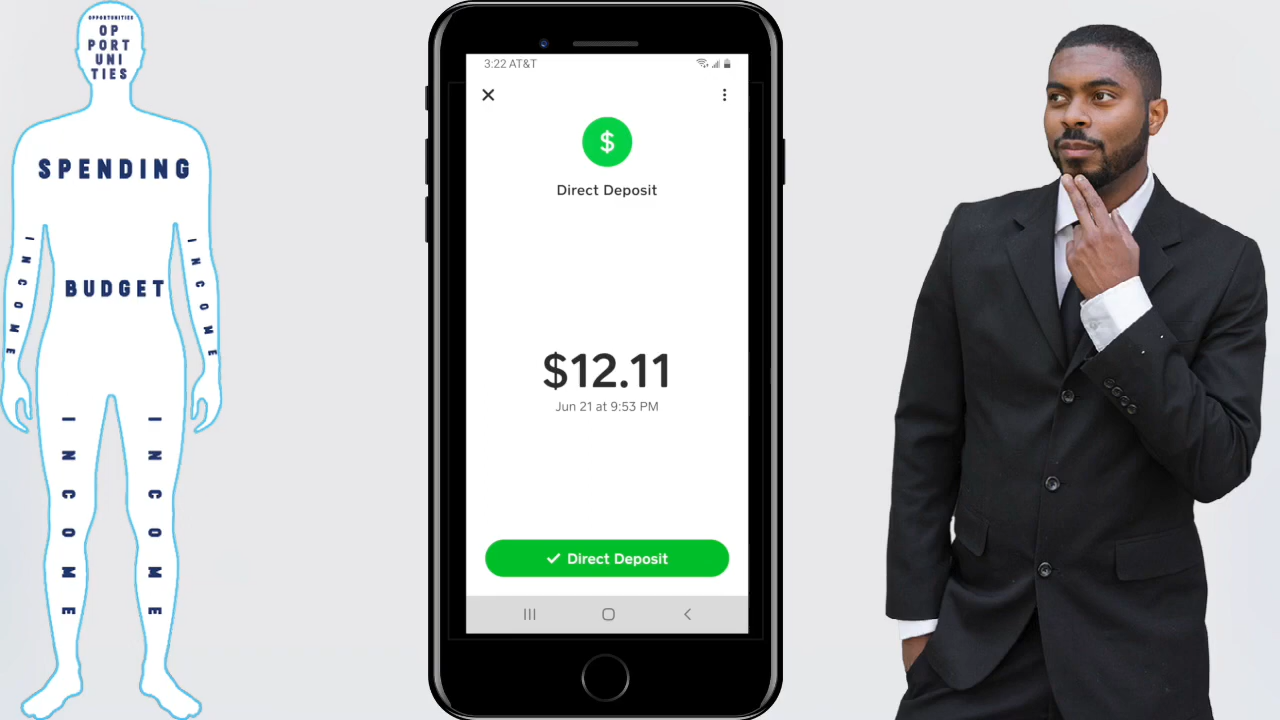 OPPORTUNITIES
OP
PORT
UNI
TIES
SPENDING
INCOME
INCOME
BUDGET
INCOME
INCOME
3:22 AT&T
$
Direct Deposit
$12.11
Jun 21 at 9:53 PM
✓ Direct Deposit